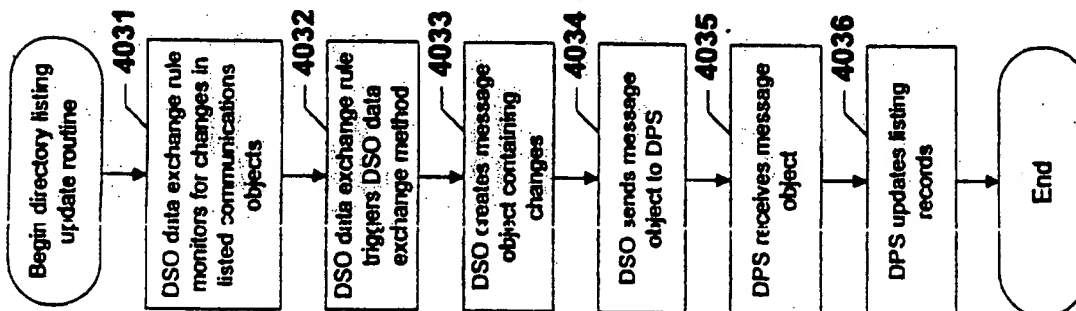 Begin directory listing
update routine
4031
DSO data exchange rule
monitors for changes in
listed communications
objects
4032
DSO data exchange rule
triggers DSO data
exchange method
4033
DSO creates message
object containing
changes
4034
DSO sends message
object to DPS
4035
DPS receives message
object
4036
DPS updates listing
records
End